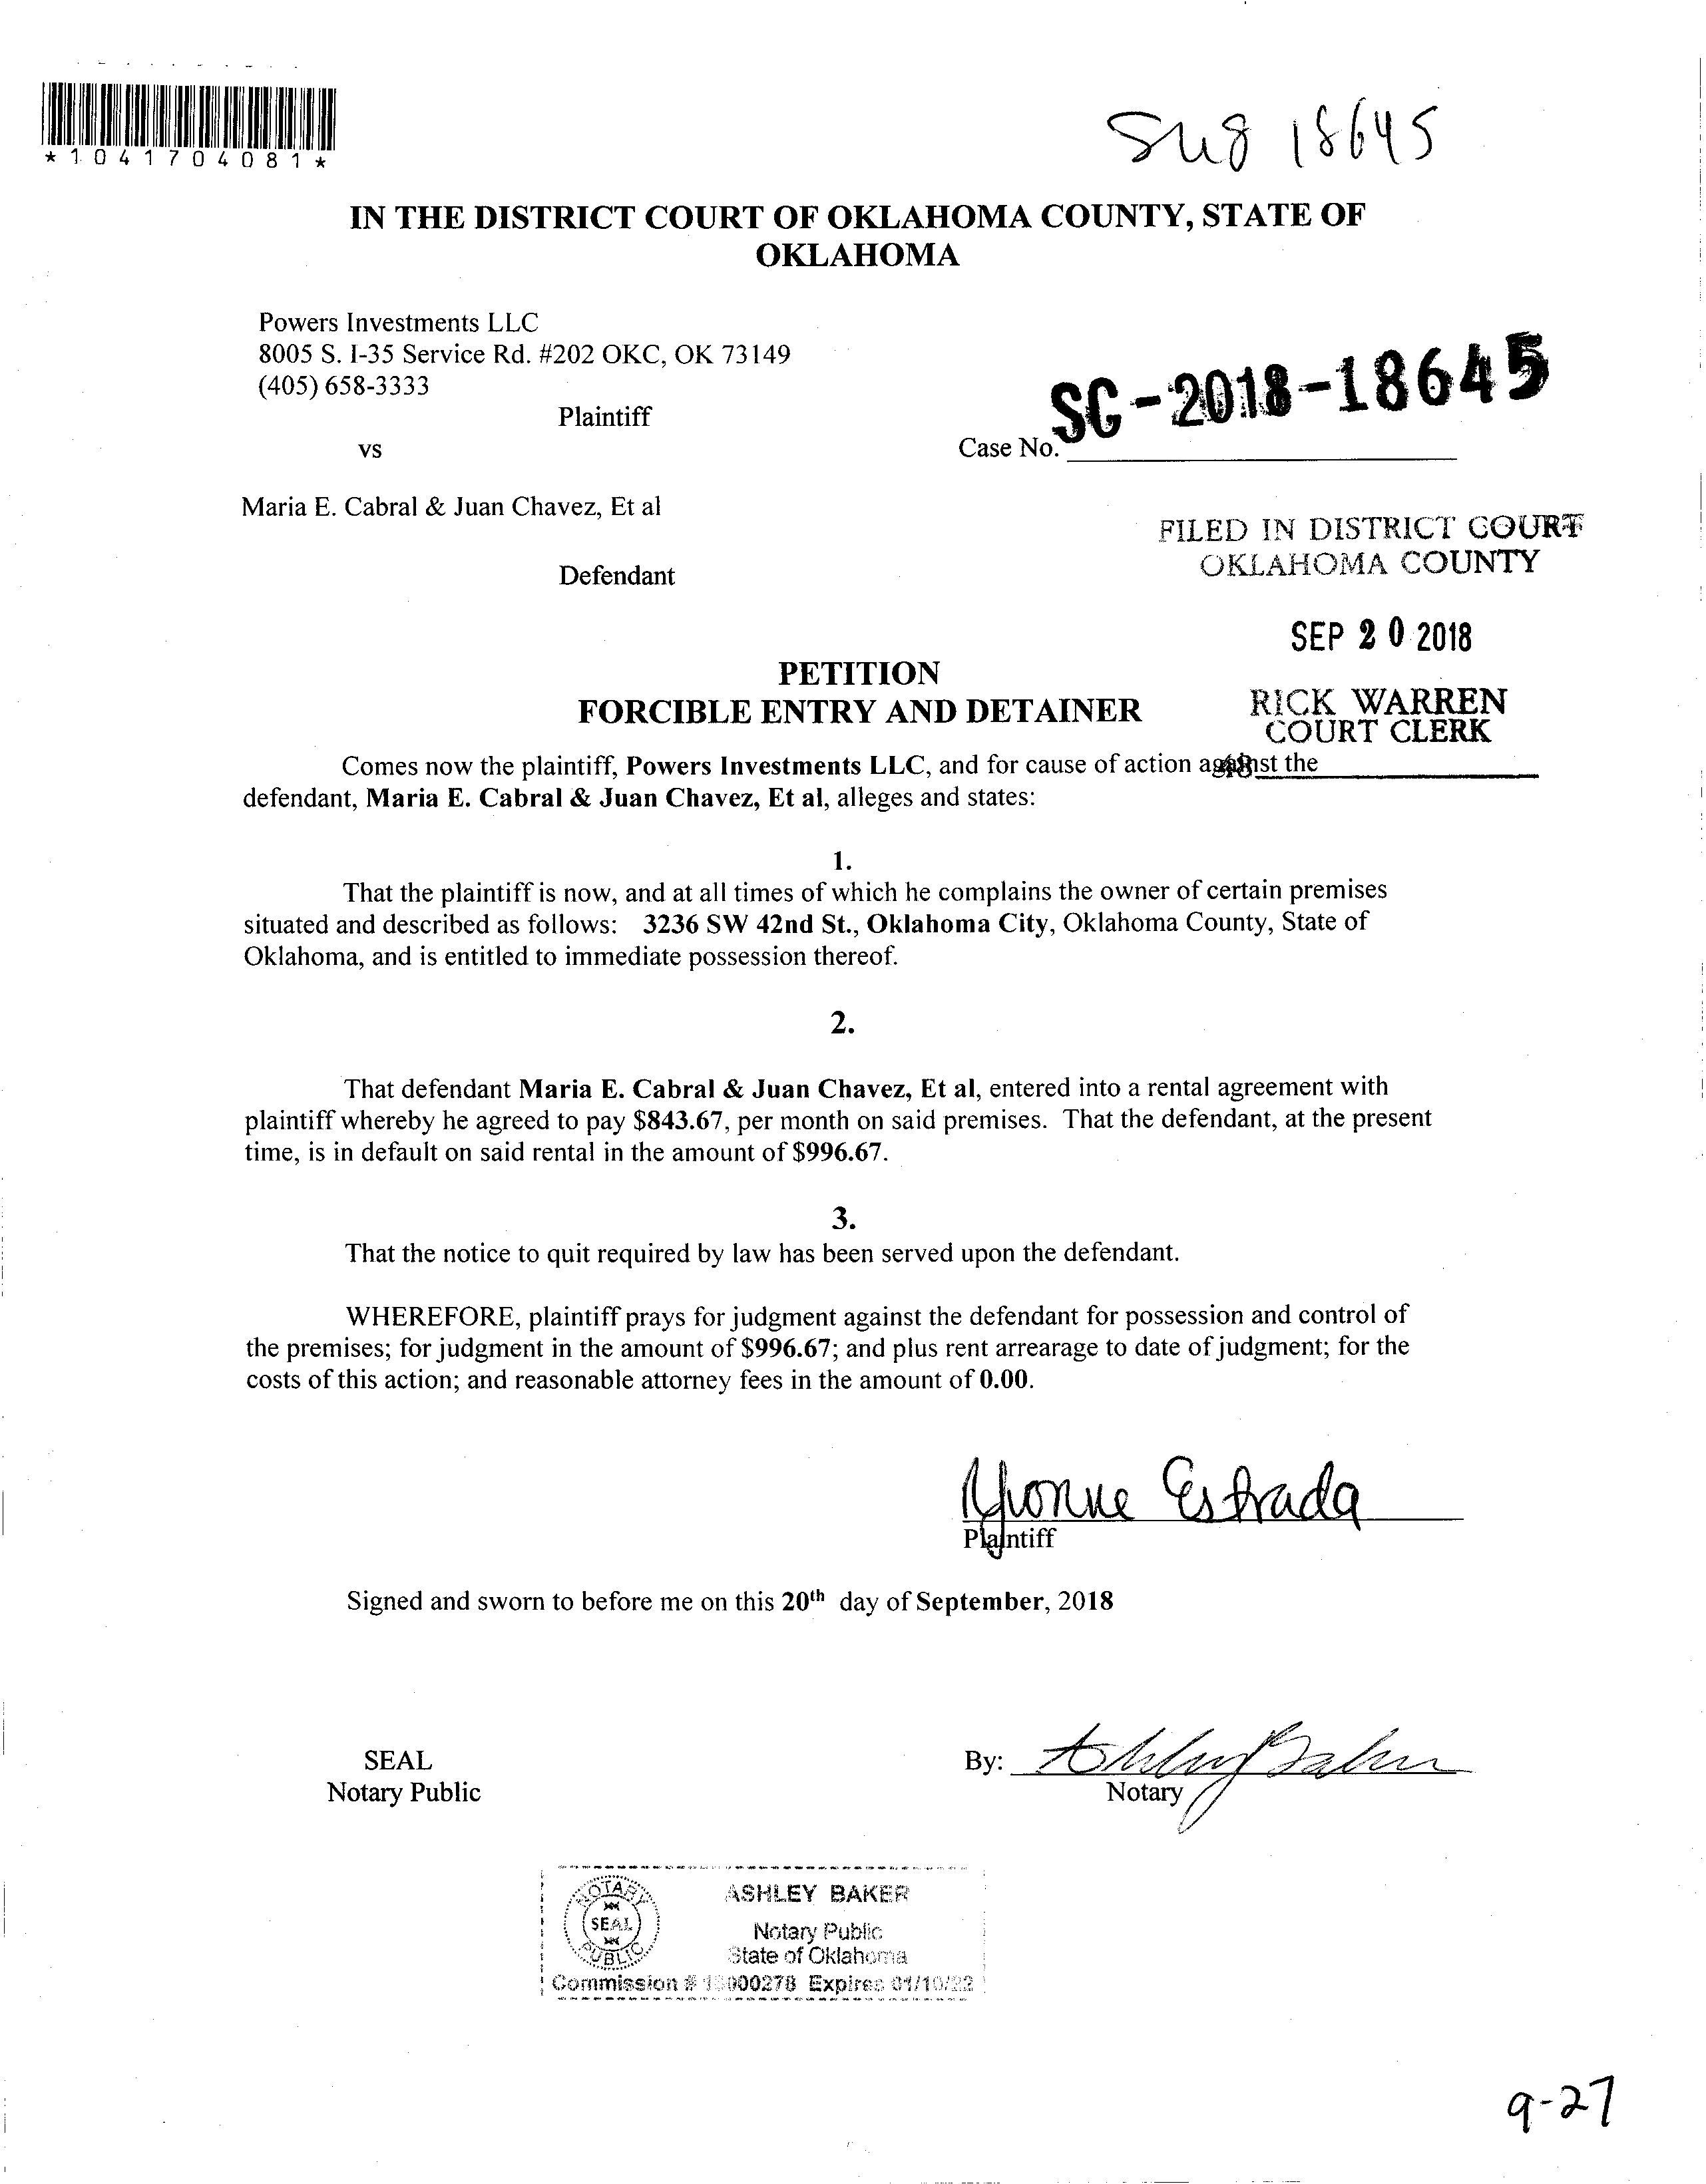 *1041704081*
18645
IN THE DISTRICT COURT OF OKLAHOMA COUNTY, STATE OF
OKLAHOMA
Powers Investments LLC
8005 S. I-35 Service Rd. #202 OKC, OK 73149
(405) 658-3333
Plaintiff
vs
Case No. SC-2018-18645
Maria E. Cabral & Juan Chavez, Et al
Defendant
FILED IN DISTRICT COURT
OKLAHOMA COUNTY
SEP 20 2018
RICK WARREN
COURT CLERK
PETITION
FORCIBLE ENTRY AND DETAINER
Comes now the plaintiff, Powers Investments LLC, and for cause of action against the
defendant, Maria E. Cabral & Juan Chavez, Et al, alleges and states:
1.
That the plaintiff is now, and at all times of which he complains the owner of certain premises
situated and described as follows: 3236 SW 42nd St., Oklahoma City, Oklahoma County, State of
Oklahoma, and is entitled to immediate possession thereof.
2.
That defendant Maria E. Cabral & Juan Chavez, Et al, entered into a rental agreement with
plaintiff whereby he agreed to pay $843.67, per month on said premises. That the defendant, at the present
time, is in default on said rental in the amount of $996.67.
3.
That the notice to quit required by law has been served upon the defendant.
WHEREFORE, plaintiff prays for judgment against the defendant for possession and control of
the premises; for judgment in the amount of $996.67; and plus rent arrearage to date of judgment; for the
costs of this action; and reasonable attorney fees in the amount of 0.00.
Yvonne Estrada
Plaintiff
Signed and sworn to before me on this 20th day of September, 2018
SEAL
Notary Public
By: Ashley Baker
Notary
NOTARY
SEAL
PUBLIC
ASHLEY BAKER
Notary Public
State of Oklahoma
Commission # Expires 01/10/22
9-27